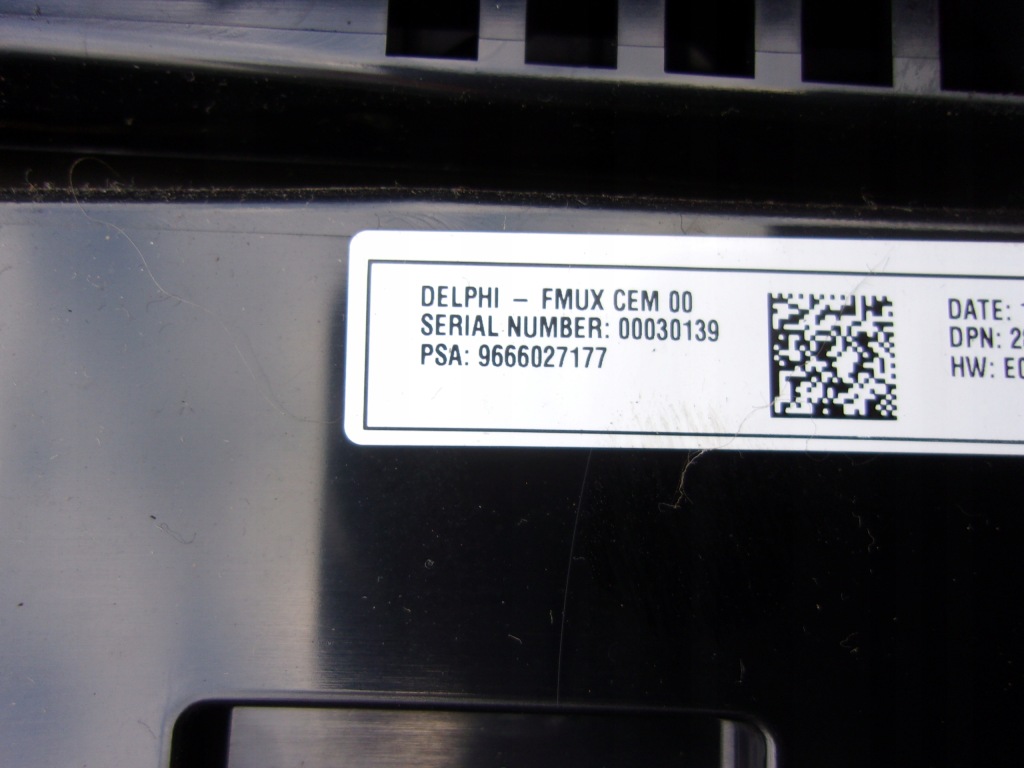 DELPHI – FMUX CEM 00
SERIAL NUMBER: 00030139
PSA: 9666027177
DATE:
DPN:
HW: